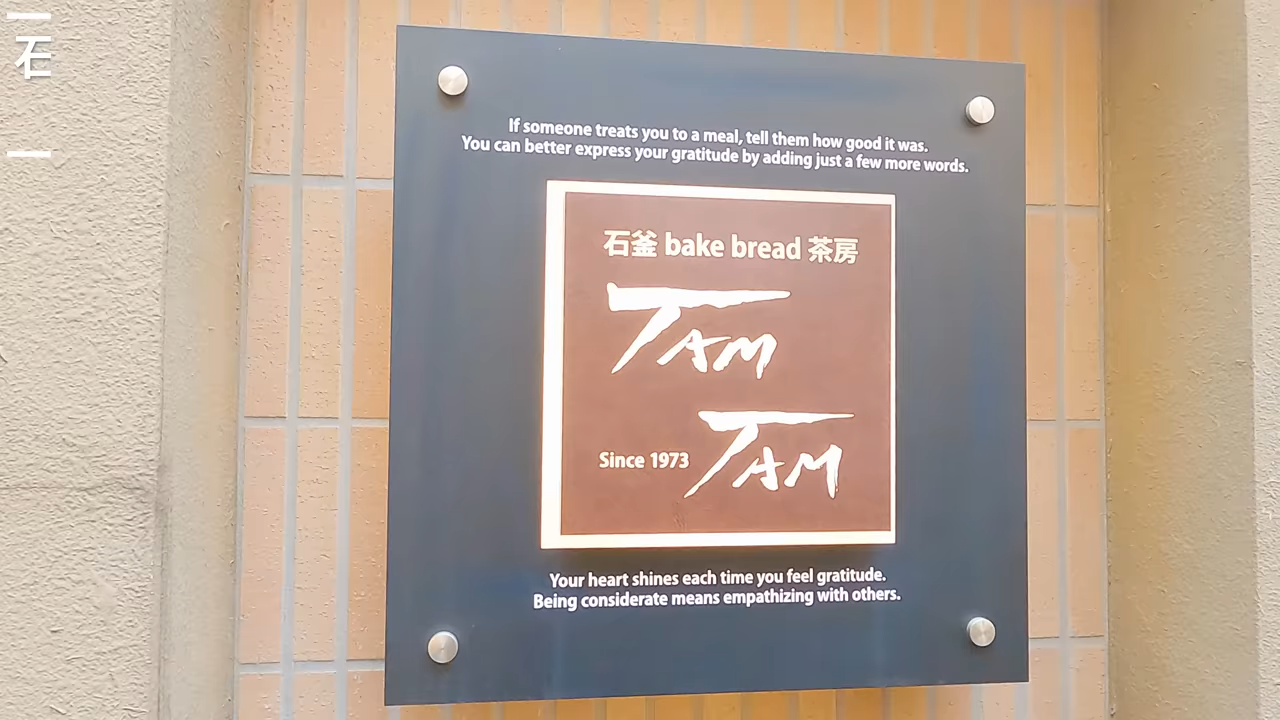 If someone treats you to a meal, tell them how good it was.
You can better express your gratitude by adding just a few more words.
石釜 bake bread 茶房
TAM
TAM
Since 1973
Your heart shines each time you feel gratitude.
Being considerate means empathizing with others.